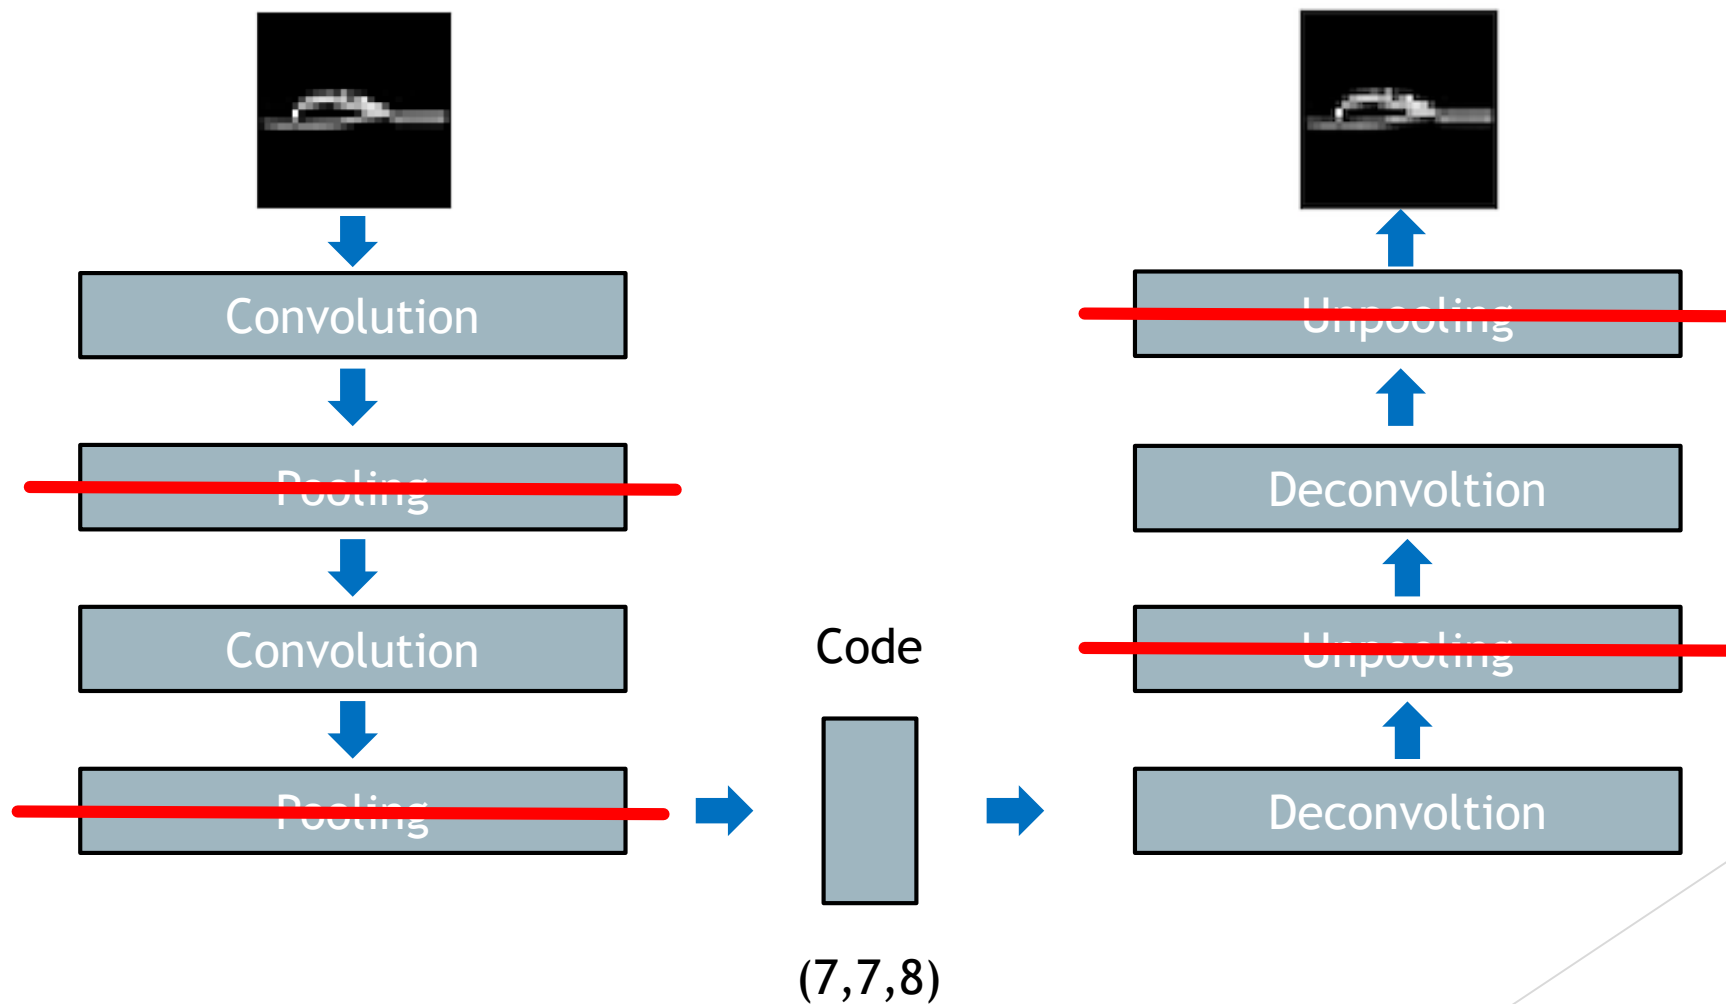 Convolution
Pooling
Convolution
Pooling
Code
(7,7,8)
Unpooling
Deconvoltion
Unpooling
Deconvoltion